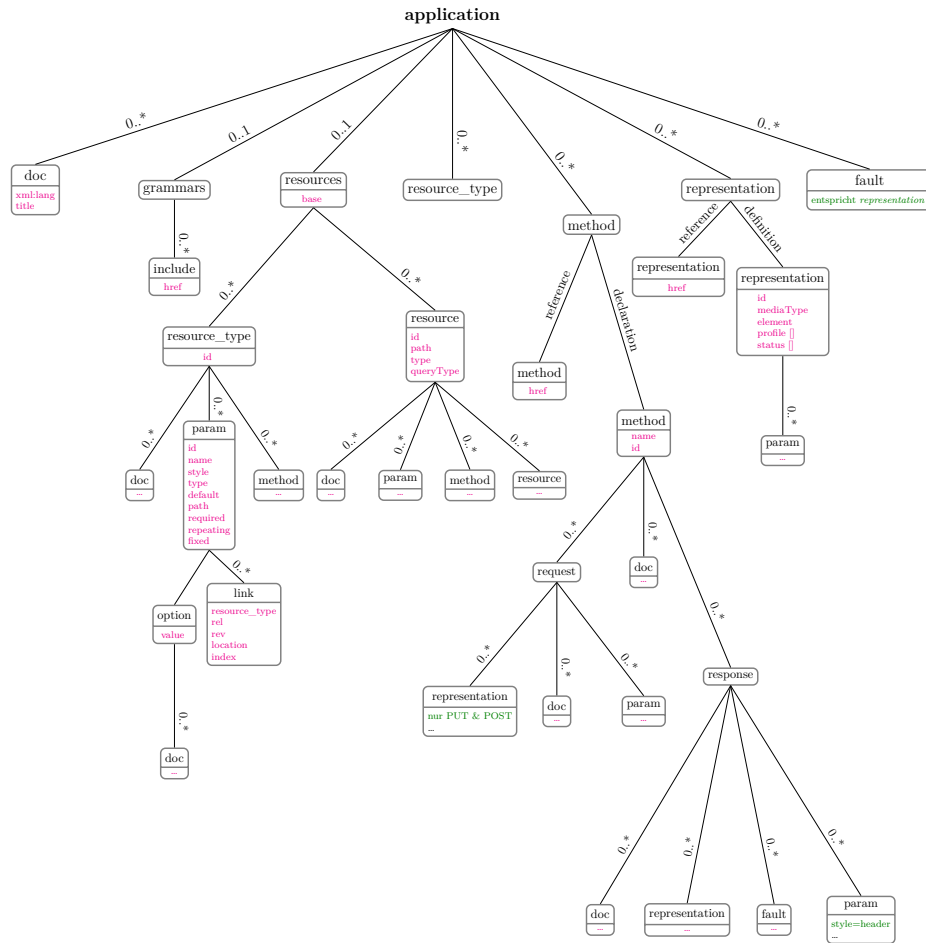 application
0..*
0..1
0..1
0..*
0..*
0..*
0..*
doc
xml:lang
title
grammars
resources
base
resource_type
method
representation
fault
entspricht representation
0..*
include
href
0..*
0..*
reference
declaration
reference
definition
representation
href
representation
id
mediaType
element
profile []
status []
resource_type
id
resource
id
path
type
queryType
method
href
method
name
id
0..*
param
...
0..*
0..*
0..*
doc
...
param
id
name
style
type
default
path
required
repeating
fixed
method
...
0..*
0..*
0..*
0..*
doc
...
param
...
method
...
resource
...
0..*
option
value
link
resource_type
rel
rev
location
index
0..*
doc
...
0..*
0..*
0..*
request
doc
...
response
0..*
0..*
0..*
representation
nur PUT & POST
...
doc
...
param
...
0..*
0..*
0..*
0..*
doc
...
representation
...
fault
...
param
style=header
...